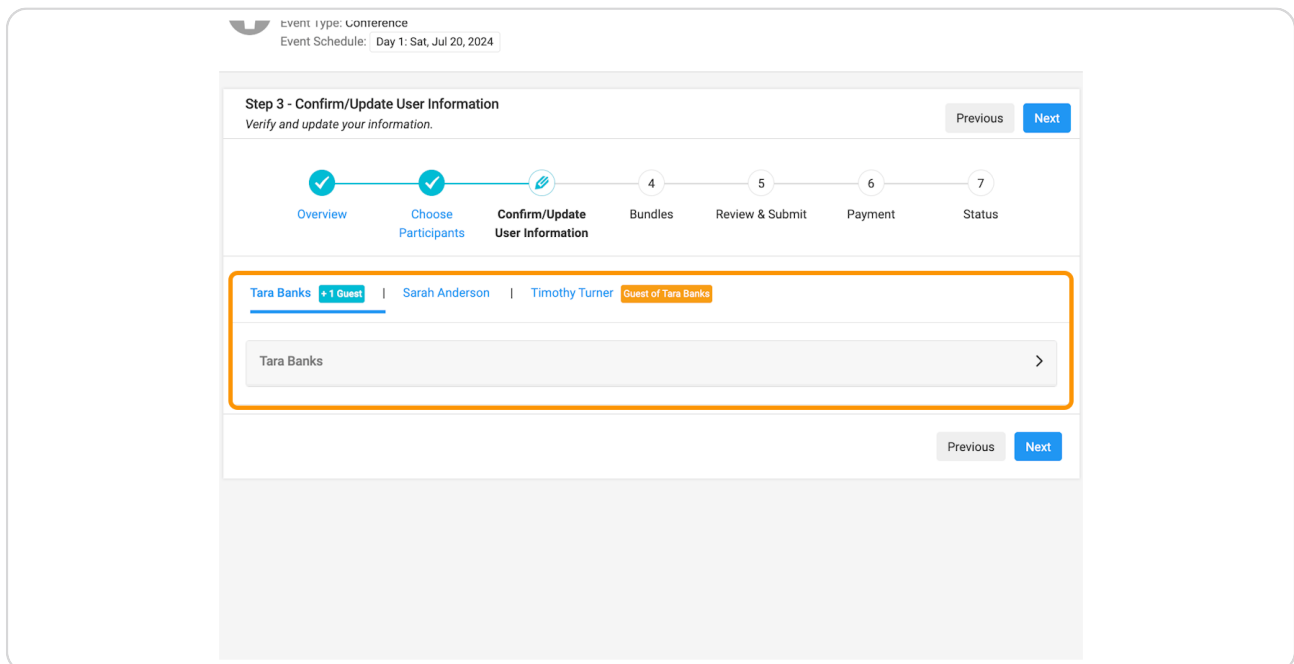 Event Type: Conference
Event Schedule: Day 1: Sat, Jul 20, 2024
Step 3 - Confirm/Update User Information
Verify and update your information.
Previous Next
4 5 6 7
Overview Choose Participants Confirm/Update User Information Bundles Review & Submit Payment Status
Tara Banks +1 Guest | Sarah Anderson | Timothy Turner Guest of Tara Banks
Tara Banks
Previous Next